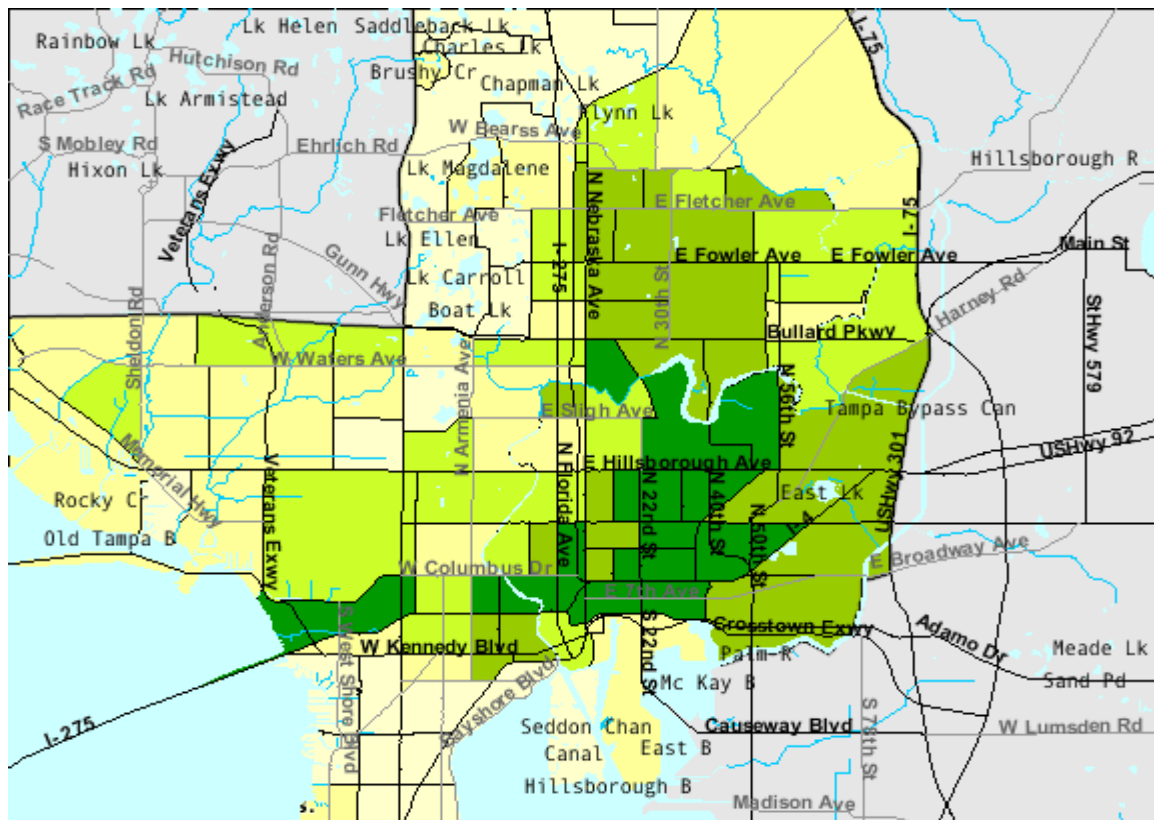 Lk Helen
Saddleback Lk
I-75
Rainbow Lk
Charles Lk
Hutchison Rd
Brushy Cr
Chapman Lk
Race Track Rd
Lk Armistead
Flynn Lk
W Bearss Ave
S Mobley Rd
Ehrlich Rd
Hixon Lk
Lk Magdalene
Hillsborough R
Veterans Exwy
N Nebraska Ave
E Fletcher Ave
I-75
Fletcher Ave
Lk Ellen
I-275
E Fowler Ave
E Fowler Ave
Main St
Gunn Hwy
Anderson Rd
Lk Carroll
N 30th St
Harney Rd
St Hwy 579
Sheldon Rd
Boat Lk
Bullard Pkwy
W Waters Ave
N Armenia Ave
N 56th St
E Sligh Ave
Tampa Bypass Can
Memorial Hwy
N Florida Ave
USHwy 92
E Hillsborough Ave
Veterans Exwy
N 22nd St
N 40th St
N 50th St
USHwy 301
Rocky C
East Lk
I-4
Old Tampa B
E Broadway Ave
W Columbus Dr
E 7th Ave
S West Shore Blvd
S 22nd S
Crosstown Exwy
Adamo Dr
W Kennedy Blvd
Palm R
Meade Lk
Mc Kay B
Sand Pd
Bayshore Blvd
I-275
S 78th St
Seddon Chan
Causeway Blvd
W Lumsden Rd
Canal
East B
Hillsborough B
Madison Ave
s.